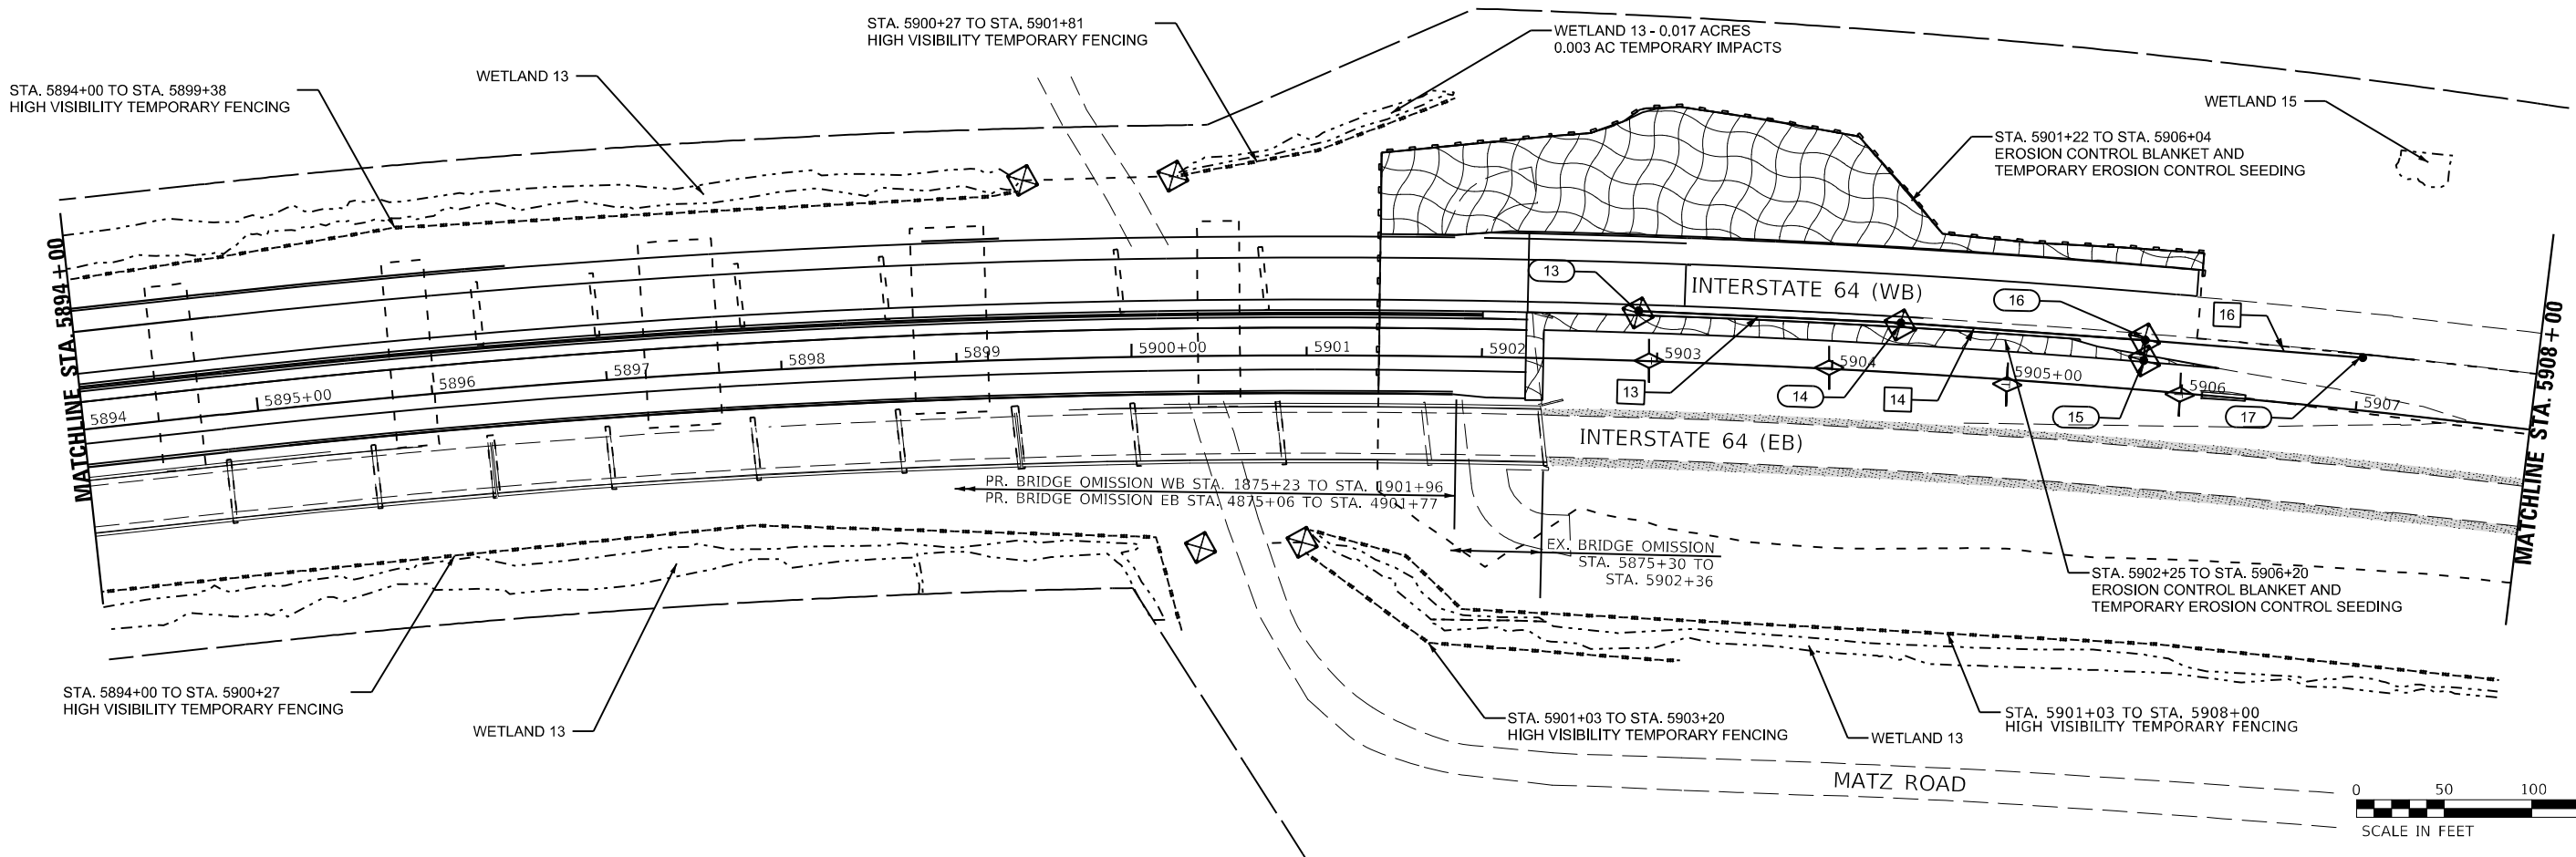 STA. 5900+27 TO STA. 5901+81
HIGH VISIBILITY TEMPORARY FENCING
WETLAND 13 - 0.017 ACRES
0.003 AC TEMPORARY IMPACTS
WETLAND 13
STA. 5894+00 TO STA. 5899+38
HIGH VISIBILITY TEMPORARY FENCING
WETLAND 15
STA. 5901+22 TO STA. 5906+04
EROSION CONTROL BLANKET AND
TEMPORARY EROSION CONTROL SEEDING
MATCHLINE STA. 5894+00
13
INTERSTATE 64 (WB)
16
16
MATCHLINE STA. 5908+00
5894
5895+00
5896
5897
5898
5899
5900+00
5901
5902
5903
5904
5905+00
5906
5907
13
14
14
15
17
INTERSTATE 64 (EB)
PR. BRIDGE OMISSION WB STA. 1875+23 TO STA. 1901+96
PR. BRIDGE OMISSION EB STA. 4875+06 TO STA. 4901+77
EX. BRIDGE OMISSION
STA. 5875+30 TO
STA. 5902+36
STA. 5902+25 TO STA. 5906+20
EROSION CONTROL BLANKET AND
TEMPORARY EROSION CONTROL SEEDING
STA. 5894+00 TO STA. 5900+27
HIGH VISIBILITY TEMPORARY FENCING
WETLAND 13
STA. 5901+03 TO STA. 5903+20
HIGH VISIBILITY TEMPORARY FENCING
WETLAND 13
STA. 5901+03 TO STA. 5908+00
HIGH VISIBILITY TEMPORARY FENCING
MATZ ROAD
0 50 100
SCALE IN FEET